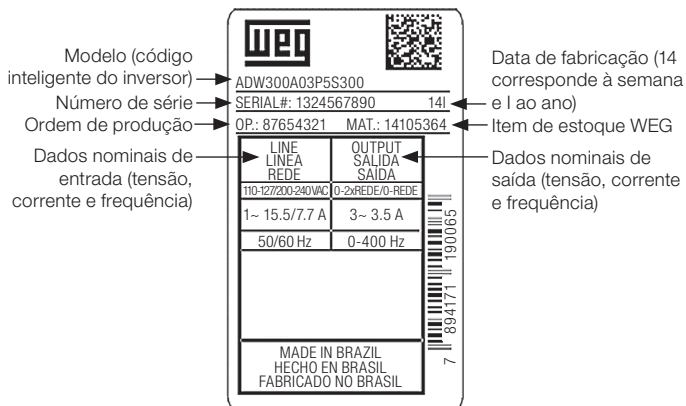 weg
Modelo (código
inteligente do inversor)
Número de série
Ordem de produção
Dados nominais de
entrada (tensão,
corrente e frequência)
ADW300A03P5S300
SERIAL#: 1324567890 14I
OP.: 87654321 MAT.: 14105364
LINE
LINEA
REDE
OUTPUT
SALIDA
SAÍDA
110-127/200-240VAC 0-2xREDE/0-REDE
1~ 15.5/7.7 A 3~ 3.5 A
50/60 Hz 0-400 Hz
MADE IN BRAZIL
HECHO EN BRASIL
FABRICADO NO BRASIL
7 894171 190065
Data de fabricação (14
corresponde à semana
e I ao ano)
Item de estoque WEG
Dados nominais de
saída (tensão, corrente
e frequência)